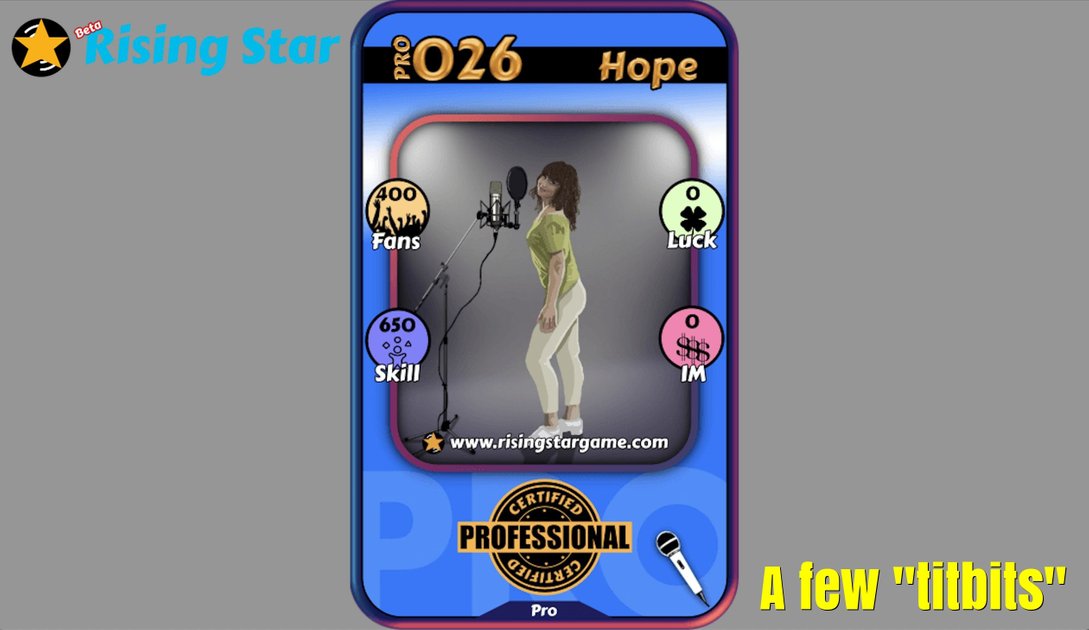 Beta
Rising Star
PRO 026
Hope
400
Fans
0
Luck
650
Skill
0
IM
www.risingstargame.com
PRO
CERTIFIED
PROFESSIONAL
CERTIFIED
Pro
A few "titbits"